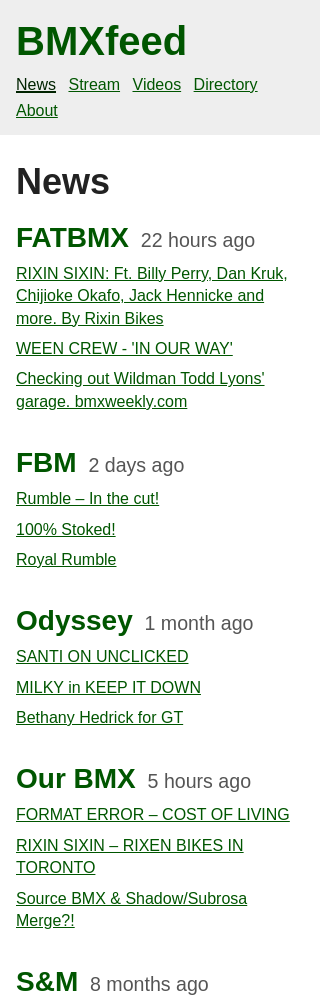 BMXfeed
News Stream Videos Directory
About
News
FATBMX 22 hours ago
RIXIN SIXIN: Ft. Billy Perry, Dan Kruk,
Chijioke Okafo, Jack Hennicke and
more. By Rixin Bikes
WEEN CREW - 'IN OUR WAY'
Checking out Wildman Todd Lyons'
garage. bmxweekly.com
FBM 2 days ago
Rumble – In the cut!
100% Stoked!
Royal Rumble
Odyssey 1 month ago
SANTI ON UNCLICKED
MILKY in KEEP IT DOWN
Bethany Hedrick for GT
Our BMX 5 hours ago
FORMAT ERROR – COST OF LIVING
RIXIN SIXIN – RIXEN BIKES IN
TORONTO
Source BMX & Shadow/Subrosa
Merge?!
S&M 8 months ago